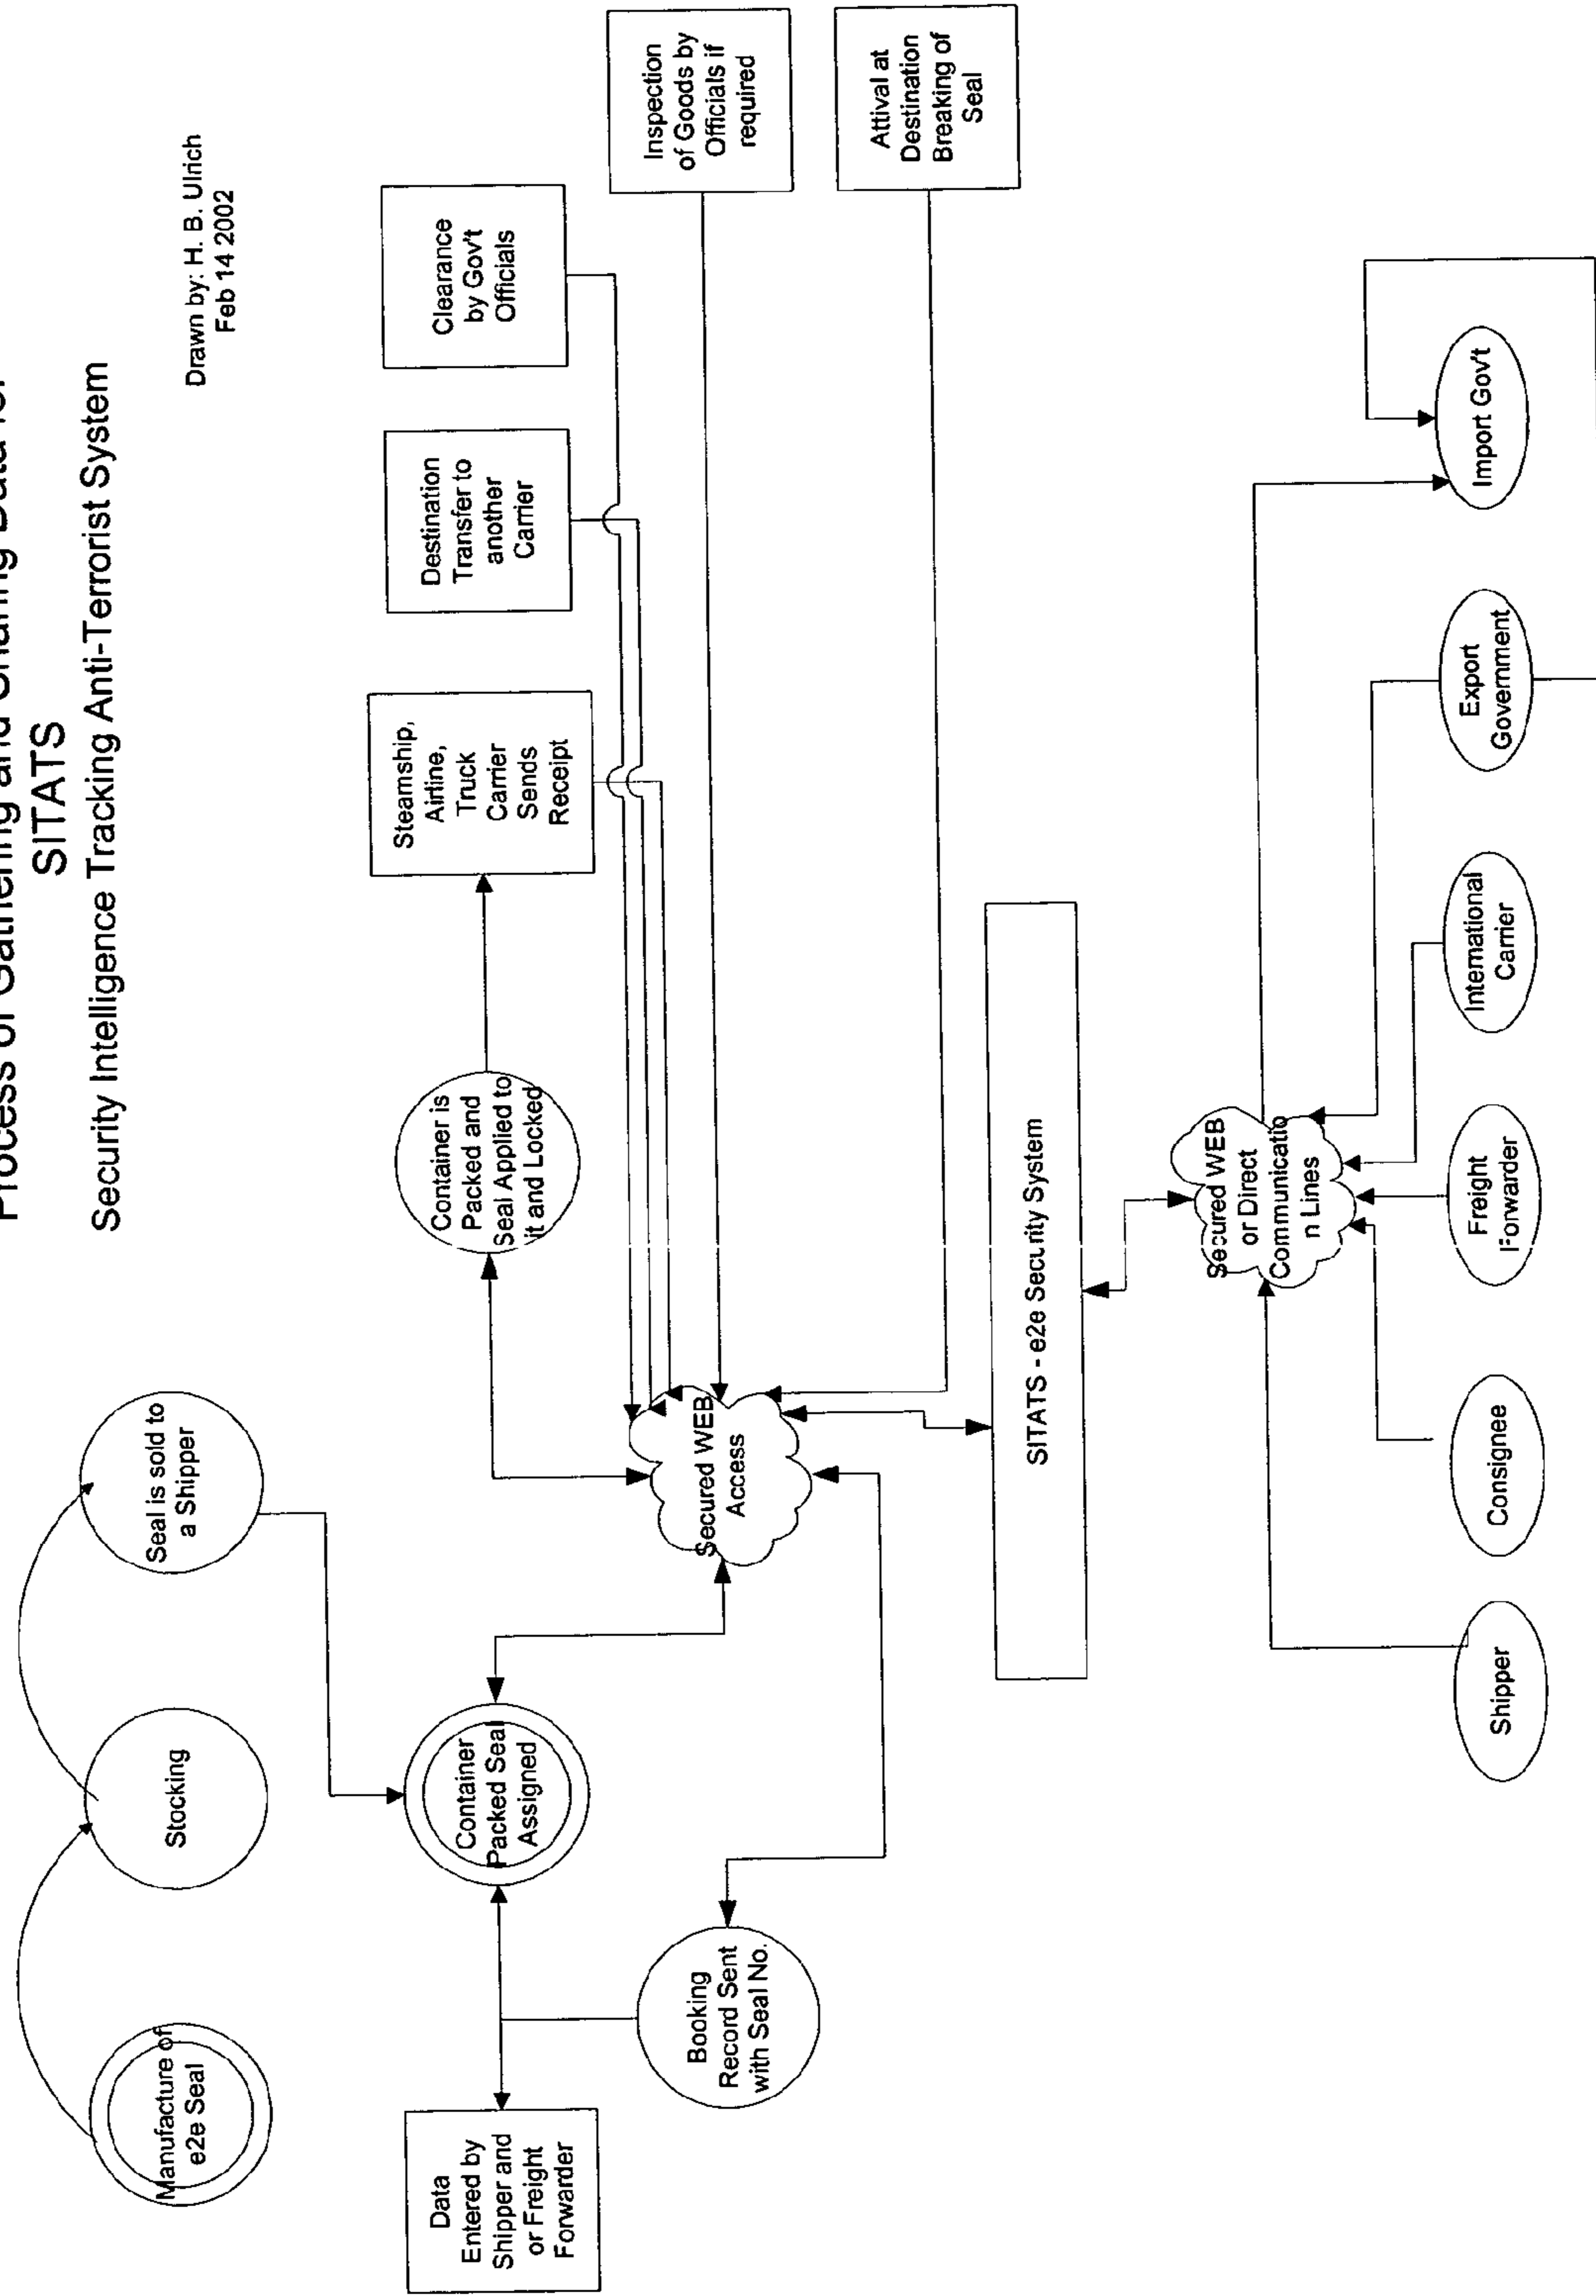 Process of Gathering and Sharing Data for
SITATS
Security Intelligence Tracking Anti-Terrorist System
Drawn by: H. B. Ulrich
Feb 14 2002
Manufacture of
e2e Seal
Stocking
Seal is sold to
a Shipper
Data
Entered by
Shipper and
or Freight
Forwarder
Container
Packed Seal
Assigned
Container is
Packed and
Seal Applied to
it and Locked
Steamship,
Airline,
Truck
Carrier
Sends
Receipt
Destination
Transfer to
another
Carrier
Clearance
by Gov't
Officials
Inspection
of Goods by
Officials if
required
Booking
Record Sent
with Seal No.
Secured WEB
Access
Attival at
Destination
Breaking of
Seal
SITATS - e2e Security System
Secured WEB
or Direct
Communicatio
n Lines
Shipper
Consignee
Freight
Forwarder
International
Carrier
Export
Government
Import Gov't